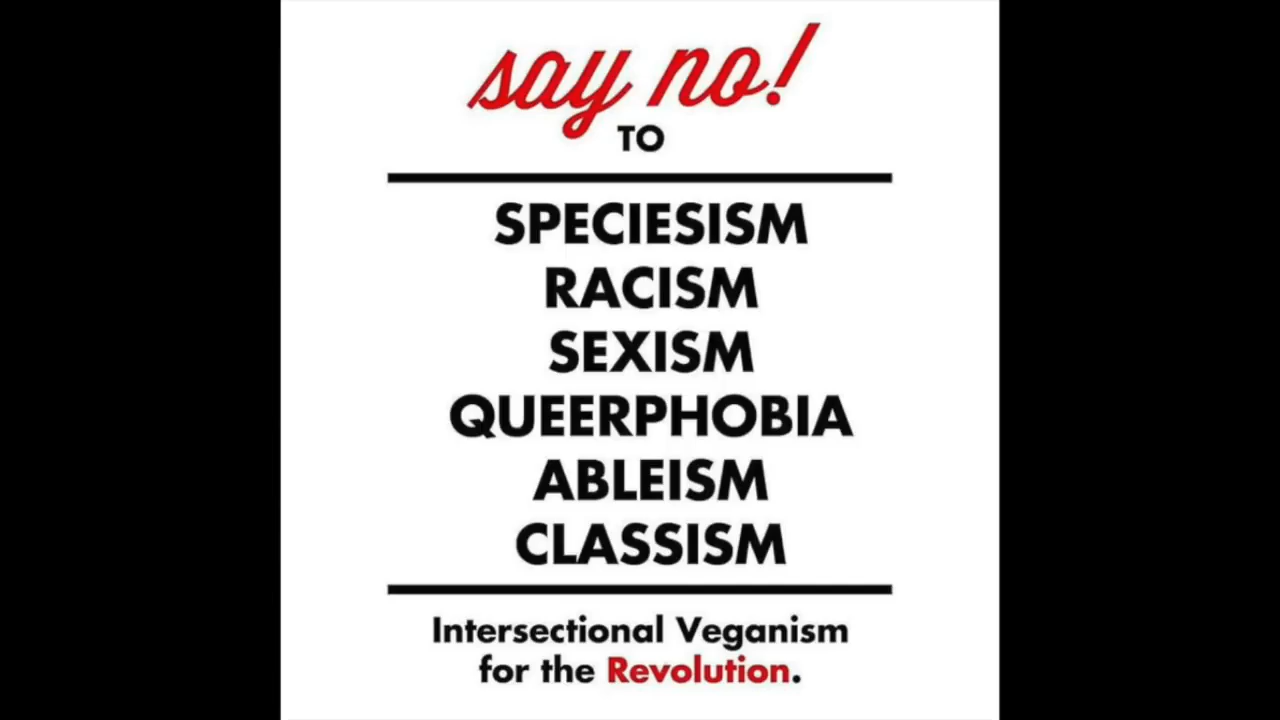 say no!
TO
SPECIESISM
RACISM
SEXISM
QUEERPHOBIA
ABLEISM
CLASSISM
Intersectional Veganism
for the Revolution.